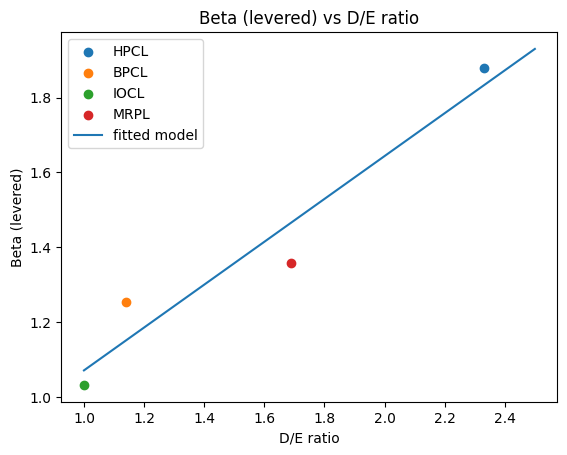 Beta (levered) vs D/E ratio
HPCL
BPCL
IOCL
MRPL
fitted model
Beta (levered)
1.8
1.6
1.4
1.2
1.0
1.0 1.2 1.4 1.6 1.8 2.0 2.2 2.4
D/E ratio